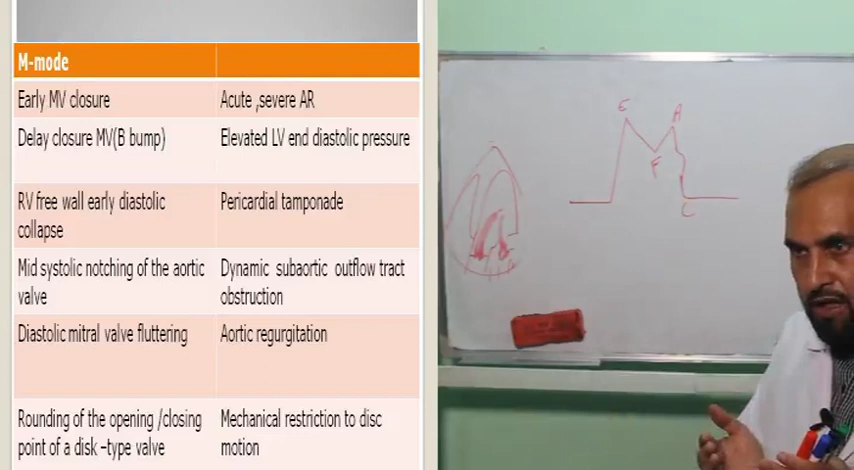 M-mode
Early MV closure
Acute ,severe AR
Delay closure MV(B bump)
Elevated LV end diastolic pressure
RV free wall early diastolic
collapse
Pericardial tamponade
Mid systolic notching of the aortic
valve
Dynamic subaortic outflow tract
obstruction
Diastolic mitral valve fluttering
Aortic regurgitation
Rounding of the opening /closing
point of a disk –type valve
Mechanical restriction to disc
motion
E
A
F
C